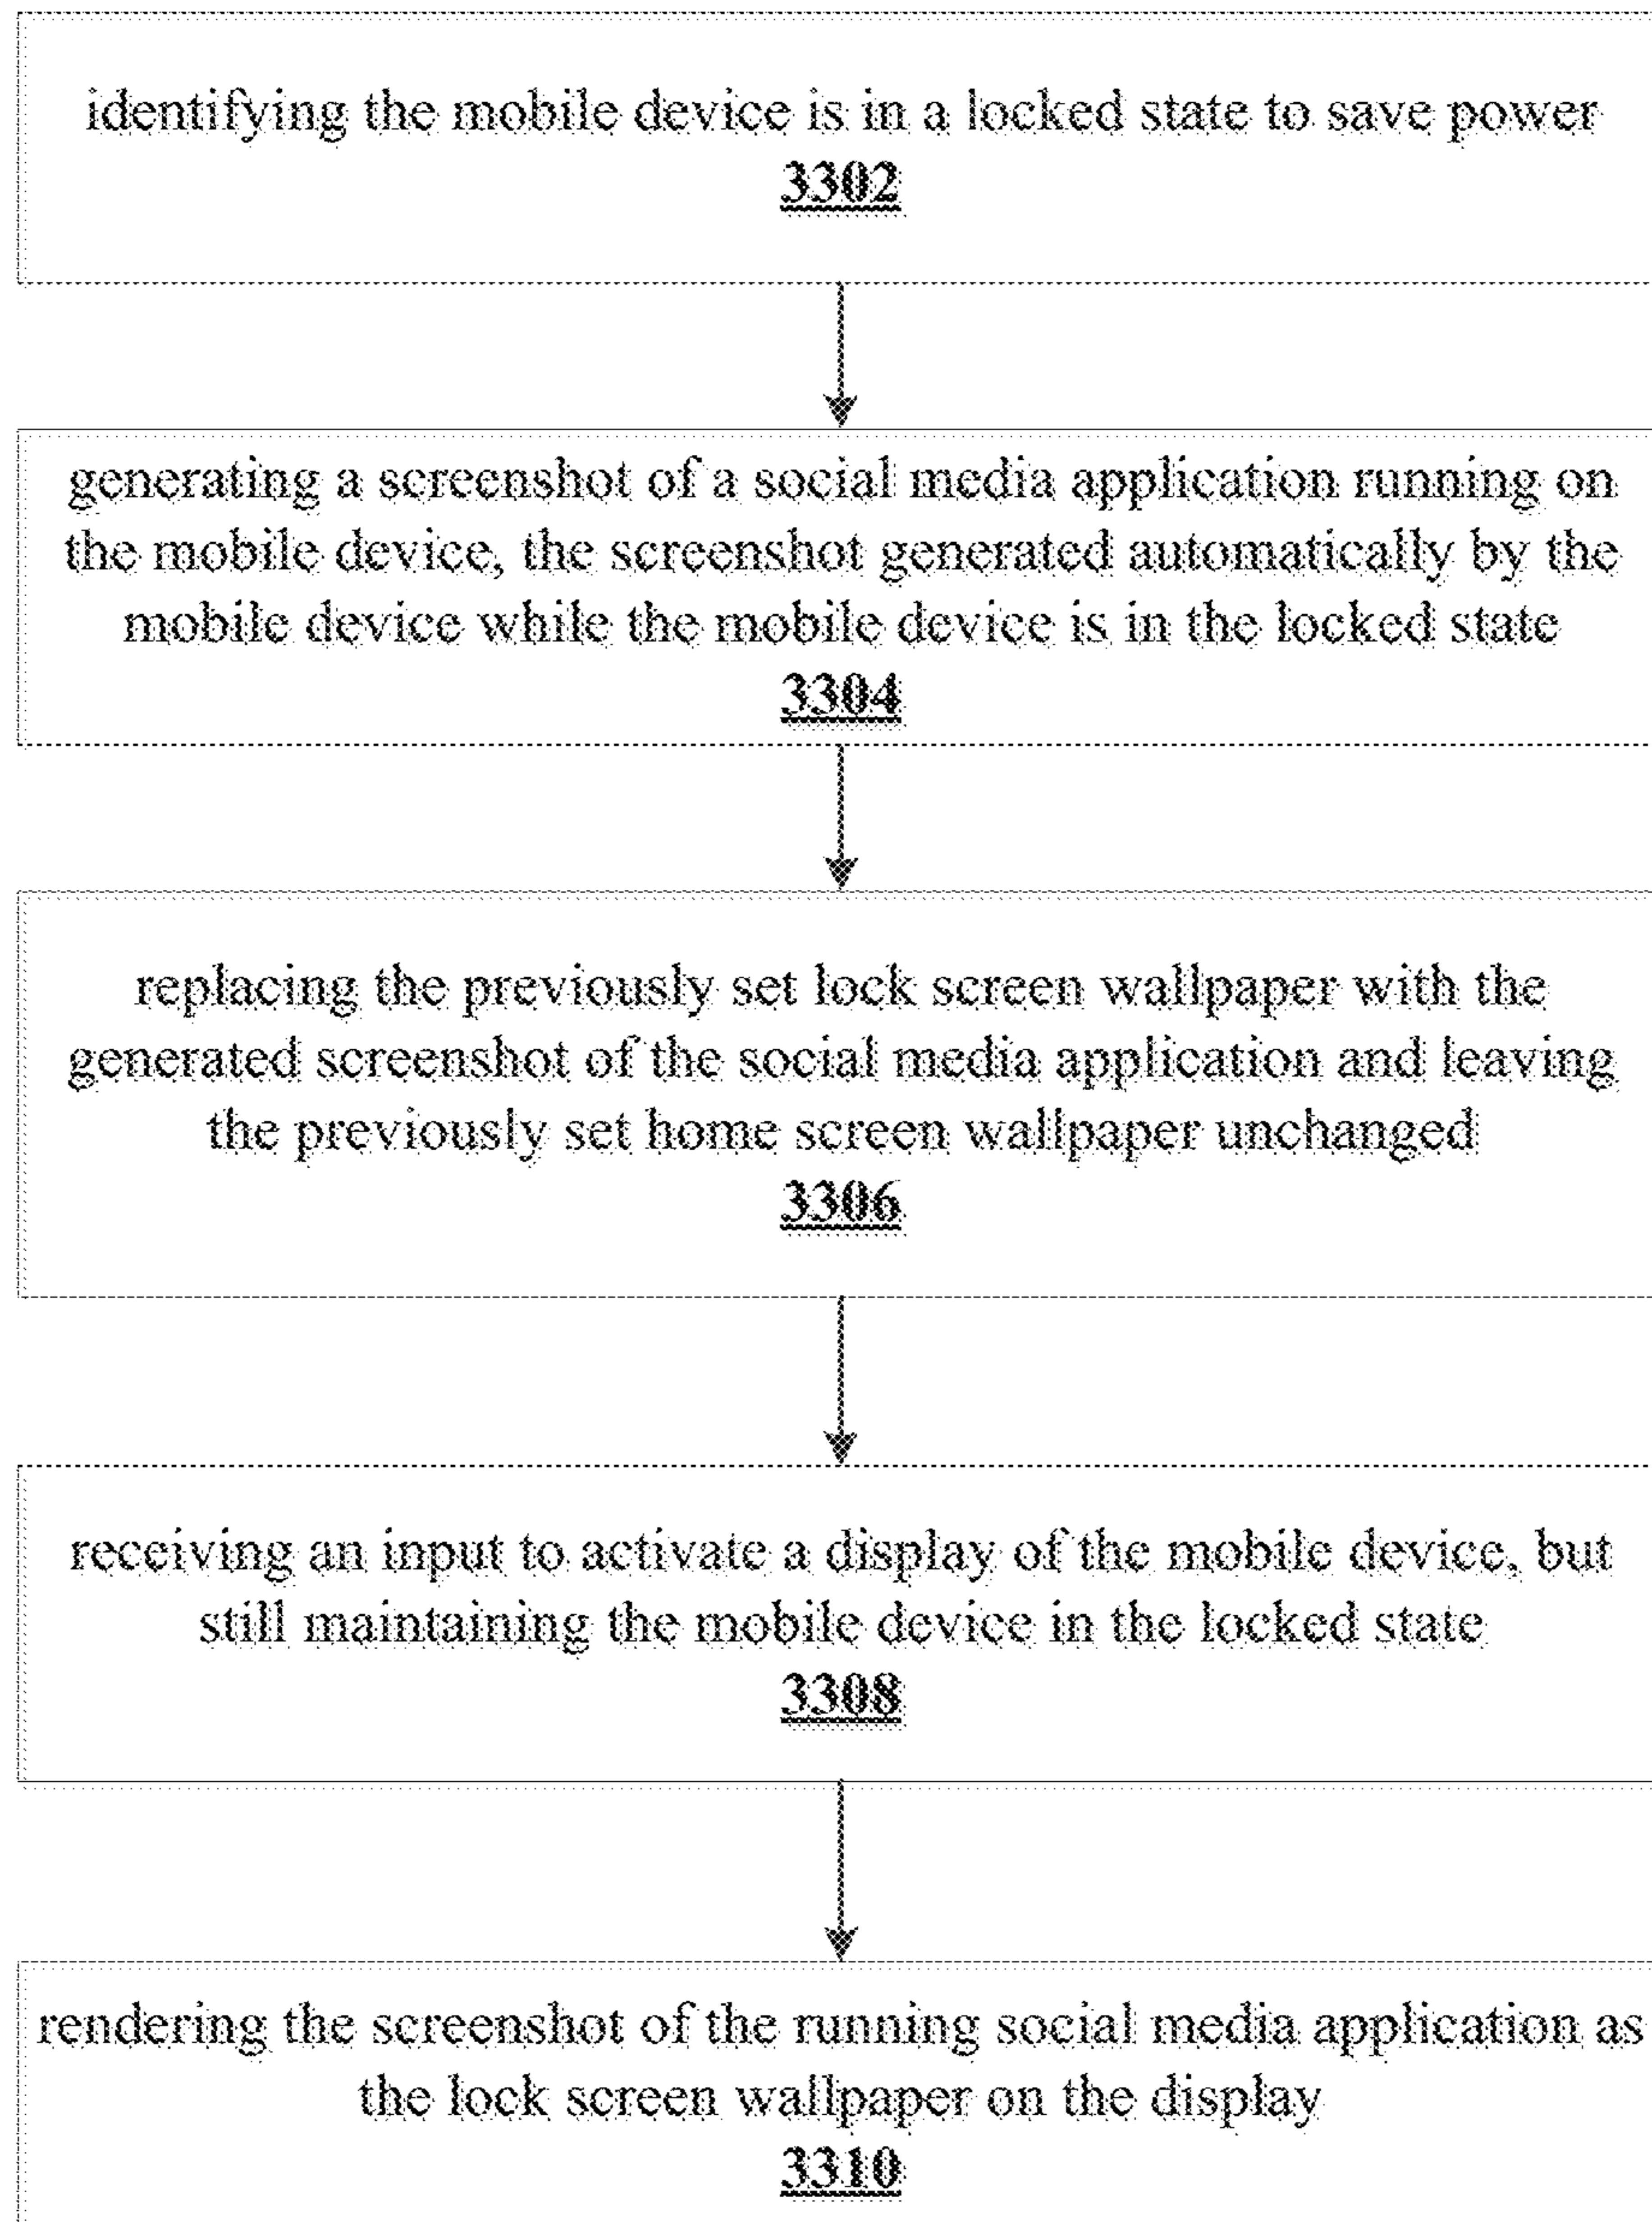 identifying the mobile device is in a locked state to save power
3302
generating a screenshot of a social media application running on
the mobile device, the screenshot generated automatically by the
mobile device while the mobile device is in the locked state
3304
replacing the previously set lock screen wallpaper with the
generated screenshot of the social media application and leaving
the previously set home screen wallpaper unchanged
3306
receiving an input to activate a display of the mobile device, but
still maintaining the mobile device in the locked state
3308
rendering the screenshot of the running social media application as
the lock screen wallpaper on the display
3310